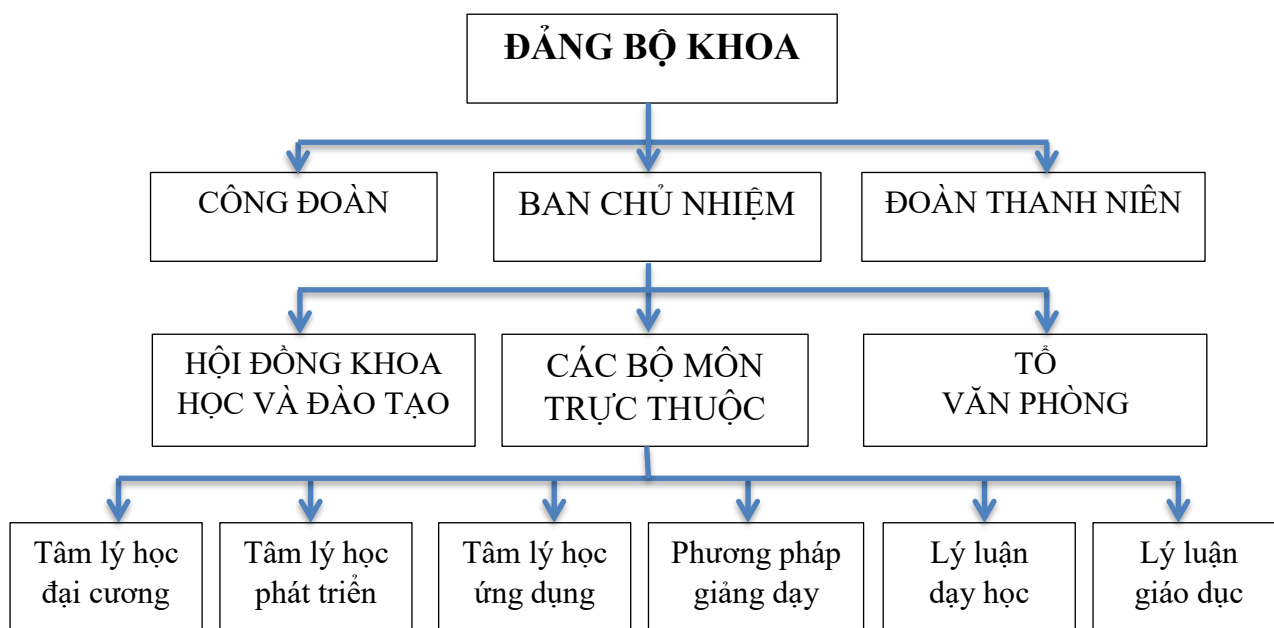 ĐẢNG BỘ KHOA
CÔNG ĐOÀN
BAN CHỦ NHIỆM
ĐOÀN THANH NIÊN
HỘI ĐỒNG KHOA
HỌC VÀ ĐÀO TẠO
CÁC BỘ MÔN
TRỰC THUỘC
TỔ
VĂN PHÒNG
Tâm lý học
đại cương
Tâm lý học
phát triển
Tâm lý học
ứng dụng
Phương pháp
giảng dạy
Lý luận
dạy học
Lý luận
giáo dục